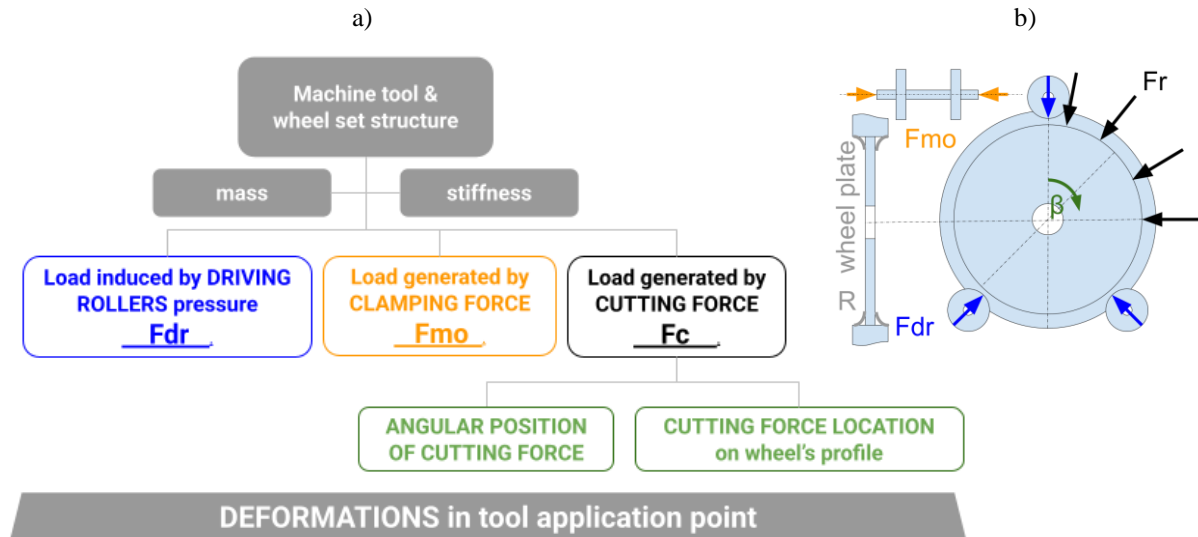 a)
b)
Machine tool &
wheel set structure
mass
stiffness
Load induced by DRIVING
ROLLERS pressure
Fdr .
Load generated by
CLAMPING FORCE
Fmo .
Load generated by
CUTTING FORCE
Fc .
ANGULAR POSITION
OF CUTTING FORCE
CUTTING FORCE LOCATION
on wheel's profile
DEFORMATIONS in tool application point
Fmo
Fr
wheel plate
R
β
Fdr